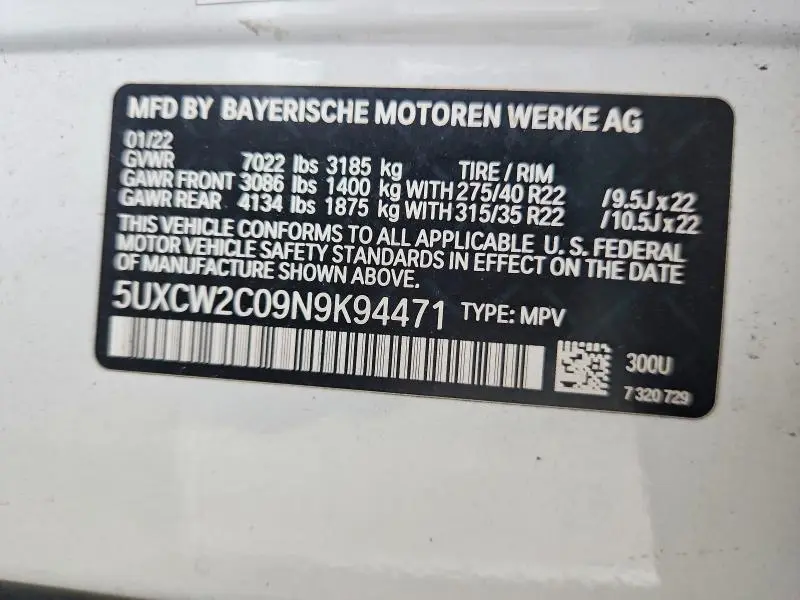 MFD BY BAYERISCHE MOTOREN WERKE AG
01/22
GVWR 7022 lbs 3185 kg TIRE / RIM
GAWR FRONT 3086 lbs 1400 kg WITH 275/40 R22 /9.5J x 22
GAWR REAR 4134 lbs 1875 kg WITH 315/35 R22 /10.5J x 22
THIS VEHICLE CONFORMS TO ALL APPLICABLE U. S. FEDERAL
MOTOR VEHICLE SAFETY STANDARDS IN EFFECT ON THE DATE
OF MANUFACTURE SHOWN ABOVE.
5UXCW2C09N9K94471 TYPE: MPV
300U
7 320 729